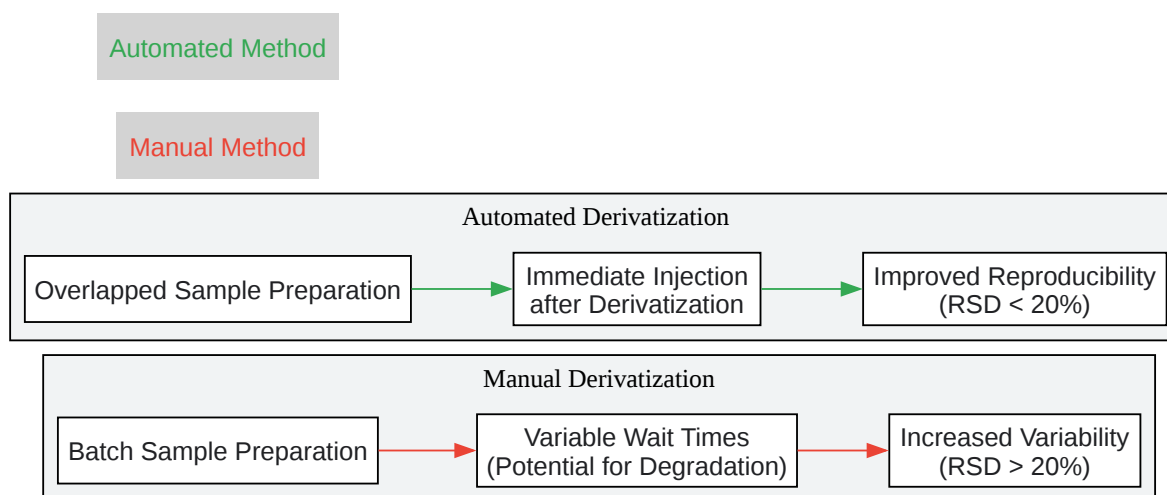 Automated Method
Manual Method
Automated Derivatization
Overlapped Sample Preparation
Immediate Injection
after Derivatization
Improved Reproducibility
(RSD < 20%)
Manual Derivatization
Batch Sample Preparation
Variable Wait Times
(Potential for Degradation)
Increased Variability
(RSD > 20%)